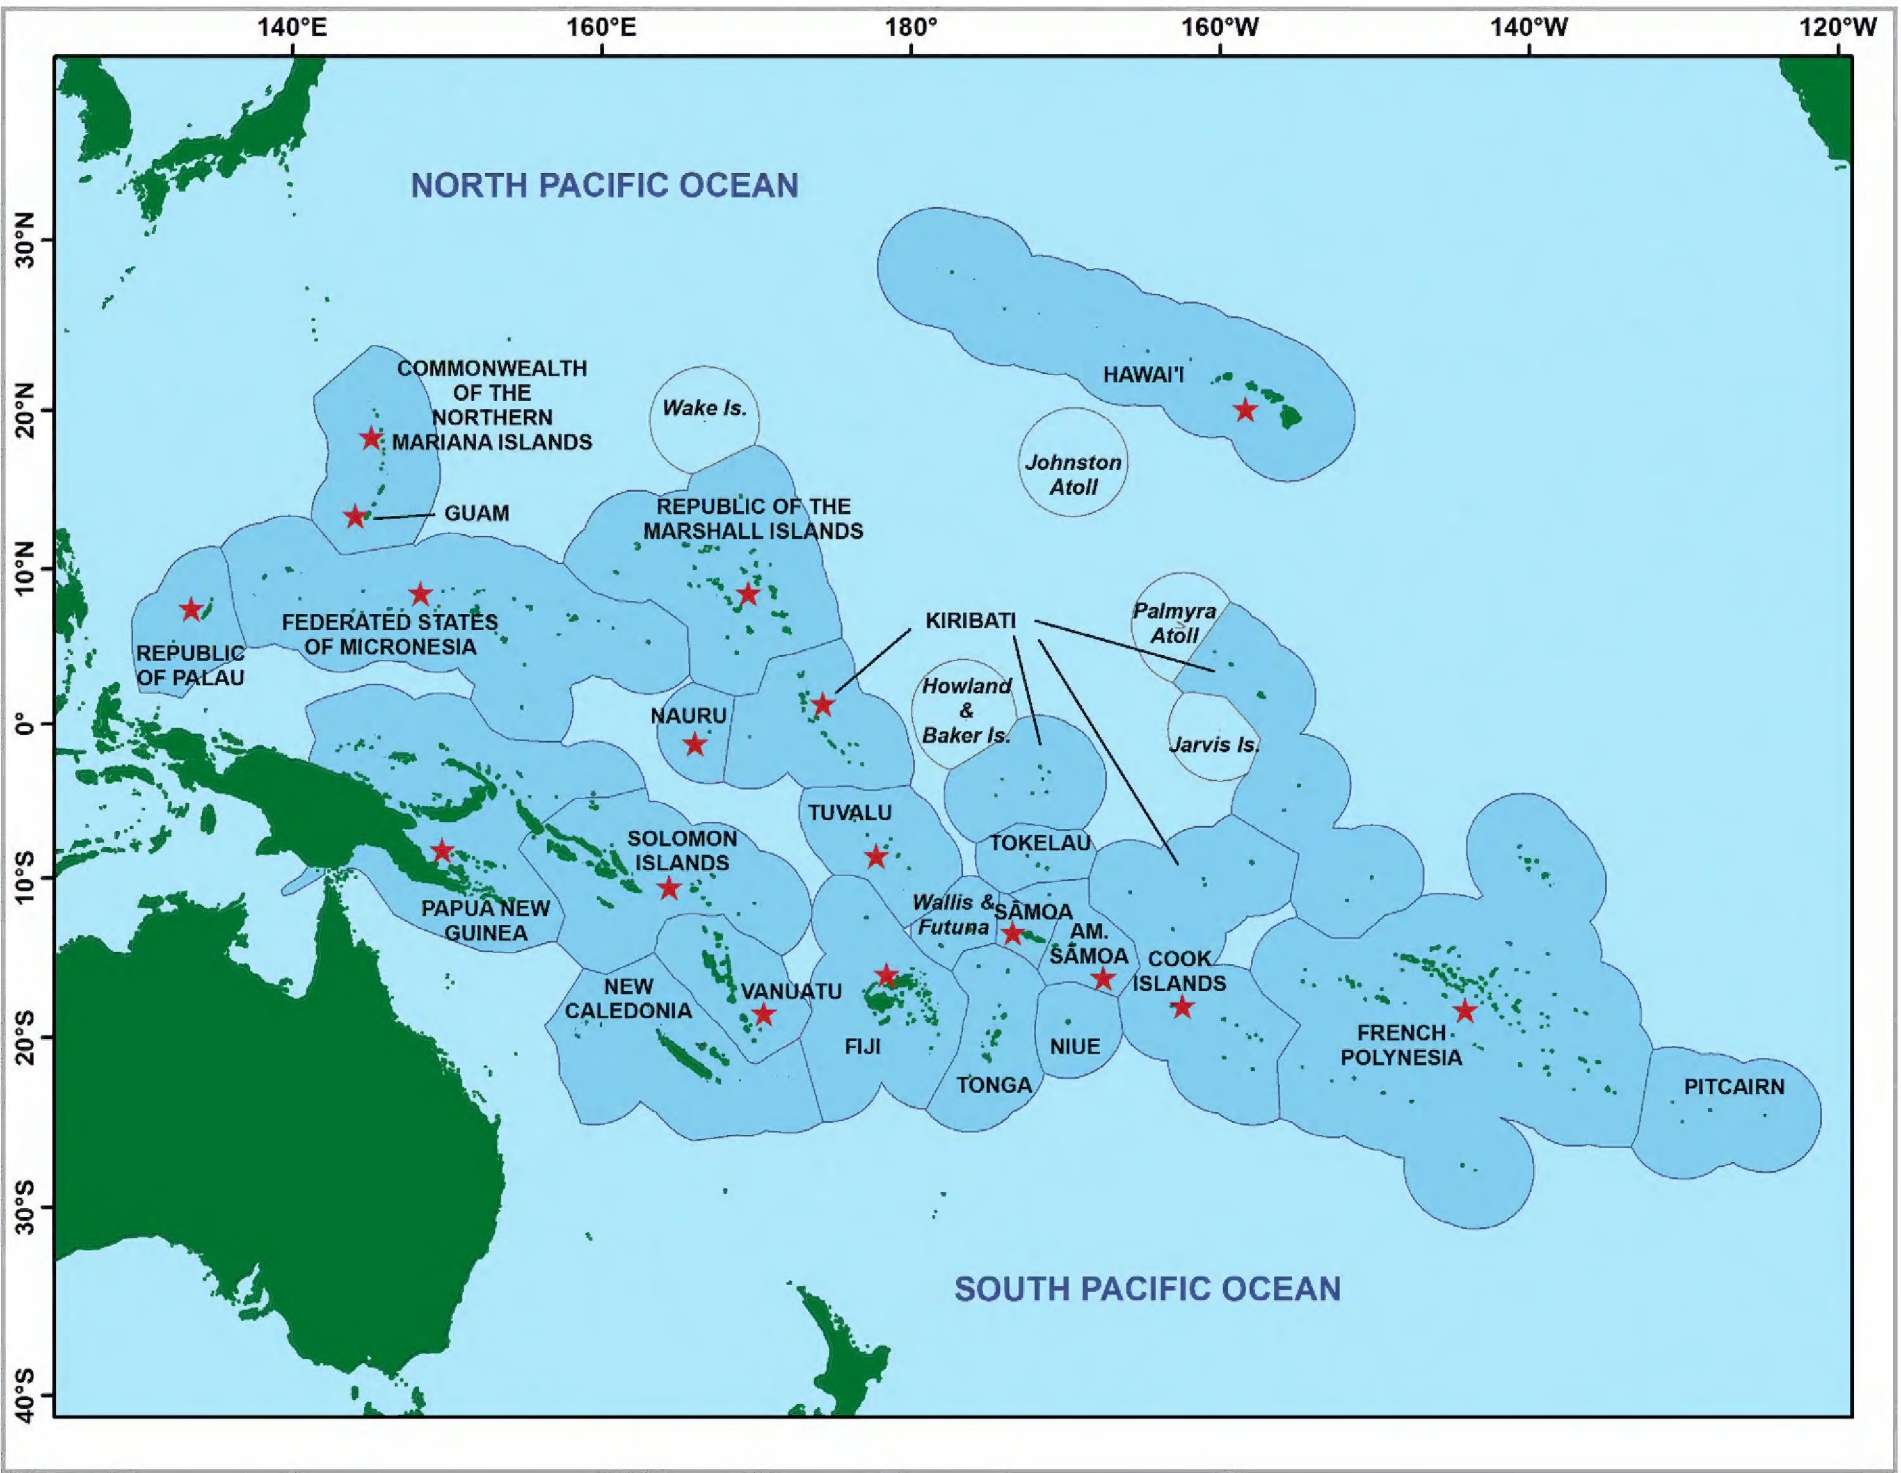 140°E 160°E 180° 160°W 140°W 120°W
30°N
20°N
10°N
0°
10°S
20°S
30°S
40°S
NORTH PACIFIC OCEAN
COMMONWEALTH
OF THE
NORTHERN
MARIANA ISLANDS
GUAM
Wake Is.
HAWAI'I
Johnston
Atoll
REPUBLIC OF THE
MARSHALL ISLANDS
FEDERATED STATES
OF MICRONESIA
REPUBLIC
OF PALAU
KIRIBATI
Palmyra
Atoll
Howland
&
Baker Is.
Jarvis Is.
NAURU
TUVALU
TOKELAU
SOLOMON
ISLANDS
PAPUA NEW
GUINEA
Wallis &
Futuna
SĀMOA
AM.
SĀMOA
COOK
ISLANDS
NEW
CALEDONIA
VANUATU
FIJI
TONGA
NIUE
FRENCH
POLYNESIA
PITCAIRN
SOUTH PACIFIC OCEAN